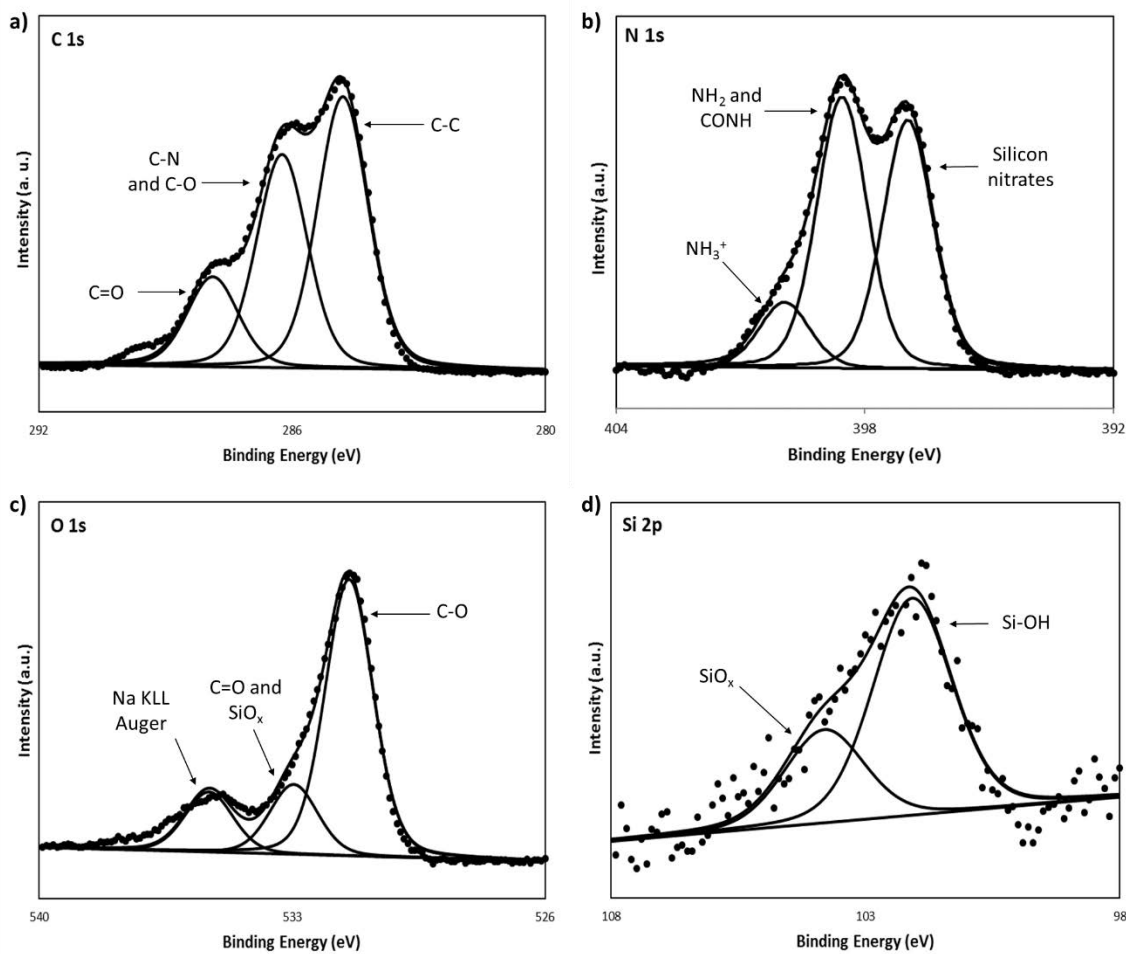 a)
C 1s
C-N
and C-O
C-C
C=O
Intensity (a. u.)
292
286
280
Binding Energy (eV)
b)
N 1s
NH₂ and
CONH
Silicon
nitrates
NH₃⁺
Intensity (a.u.)
404
398
392
Binding Energy (eV)
c)
O 1s
C-O
C=O and
SiOₓ
Na KLL
Auger
Intensity (a.u.)
540
533
526
Binding Energy (eV)
d)
Si 2p
Si-OH
SiOₓ
Intensity (a.u.)
108
103
98
Binding Energy (eV)